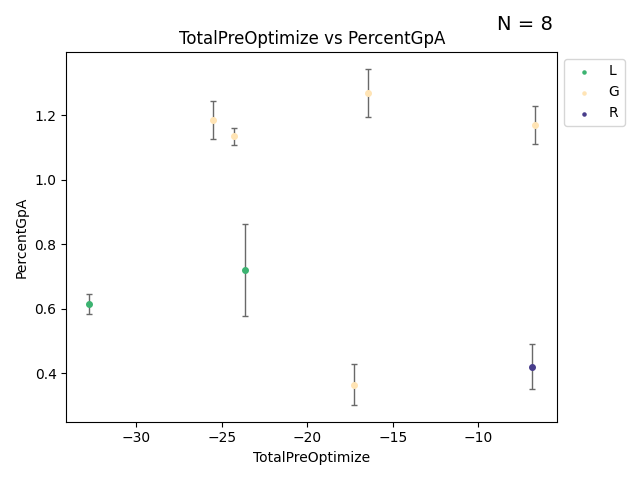 N = 8
TotalPreOptimize vs PercentGpA
L
G
R
PercentGpA
1.2
1.0
0.8
0.6
0.4
−30
−25
−20
−15
−10
TotalPreOptimize